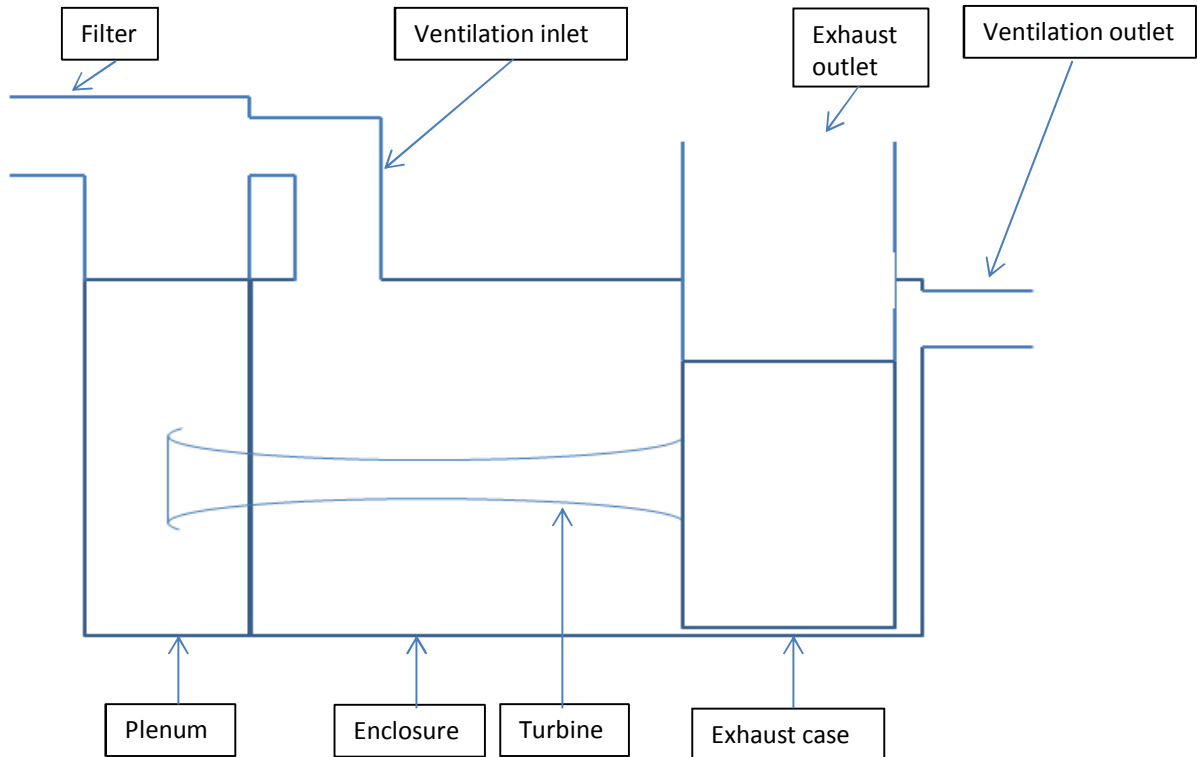 Filter
Ventilation inlet
Exhaust
outlet
Ventilation outlet
Plenum
Enclosure
Turbine
Exhaust case